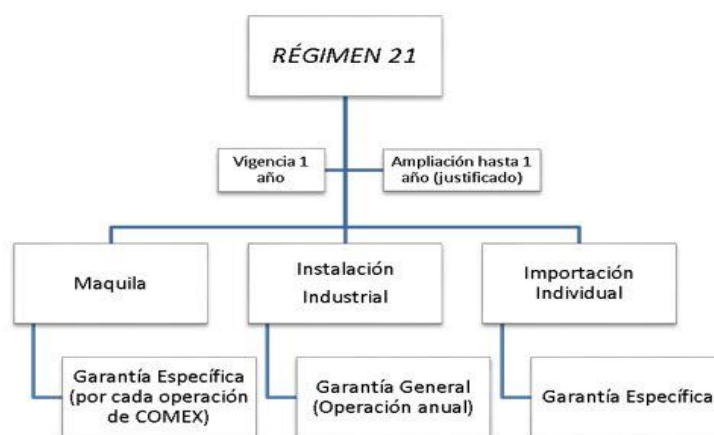 RÉGIMEN 21
Vigencia 1
año
Ampliación hasta 1
año (justificado)
Maquila
Instalación
Industrial
Importación
Individual
Garantía Específica
(por cada operación
de COMEX)
Garantía General
(Operación anual)
Garantía Específica